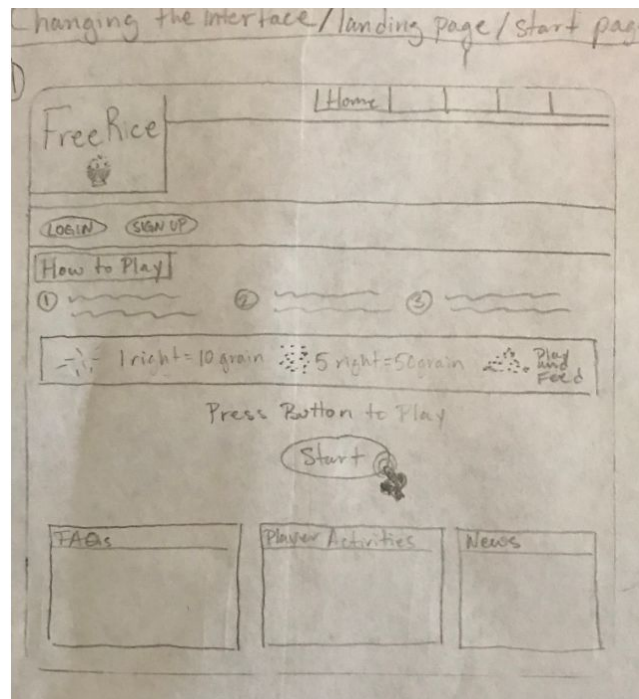 Changing the interface/landing page/start pag
1
Home
FreeRice
LOGIN SIGN UP
How to Play
1 2 3
1 right = 10 grain 5 right = 50 grain Play and Feed
Press Button to Play
Start
FAQs Player Activities News